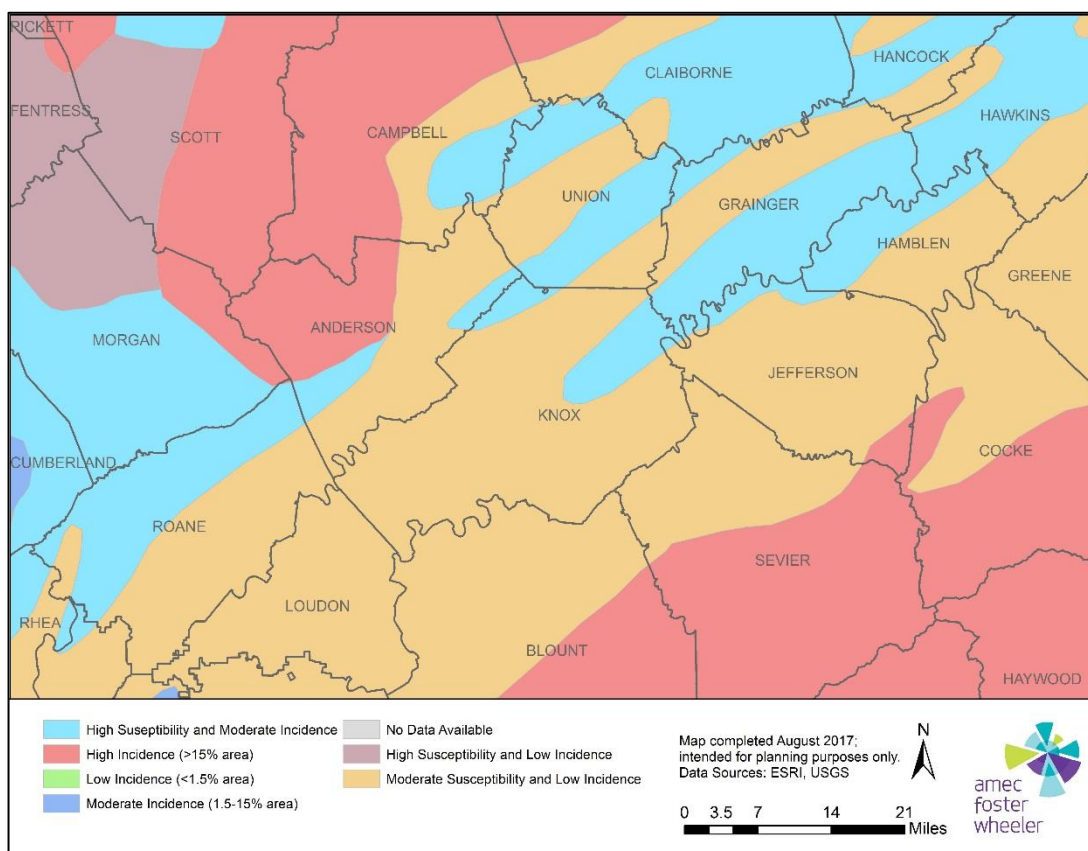 PICKETT
HANCOCK
CLAIBORNE
FENTRESS
HAWKINS
SCOTT
CAMPBELL
UNION
GRAINGER
HAMBLEN
GREENE
ANDERSON
MORGAN
JEFFERSON
KNOX
COCKE
CUMBERLAND
ROANE
SEVIER
LOUDON
RHEA
BLOUNT
HAYWOOD
High Suseptibility and Moderate Incidence
High Incidence (>15% area)
Low Incidence (<1.5% area)
Moderate Incidence (1.5-15% area)
No Data Available
High Susceptibility and Low Incidence
Moderate Susceptibility and Low Incidence
Map completed August 2017;
intended for planning purposes only.
Data Sources: ESRI, USGS
N
0 3.5 7 14 21
Miles
amec
foster
wheeler